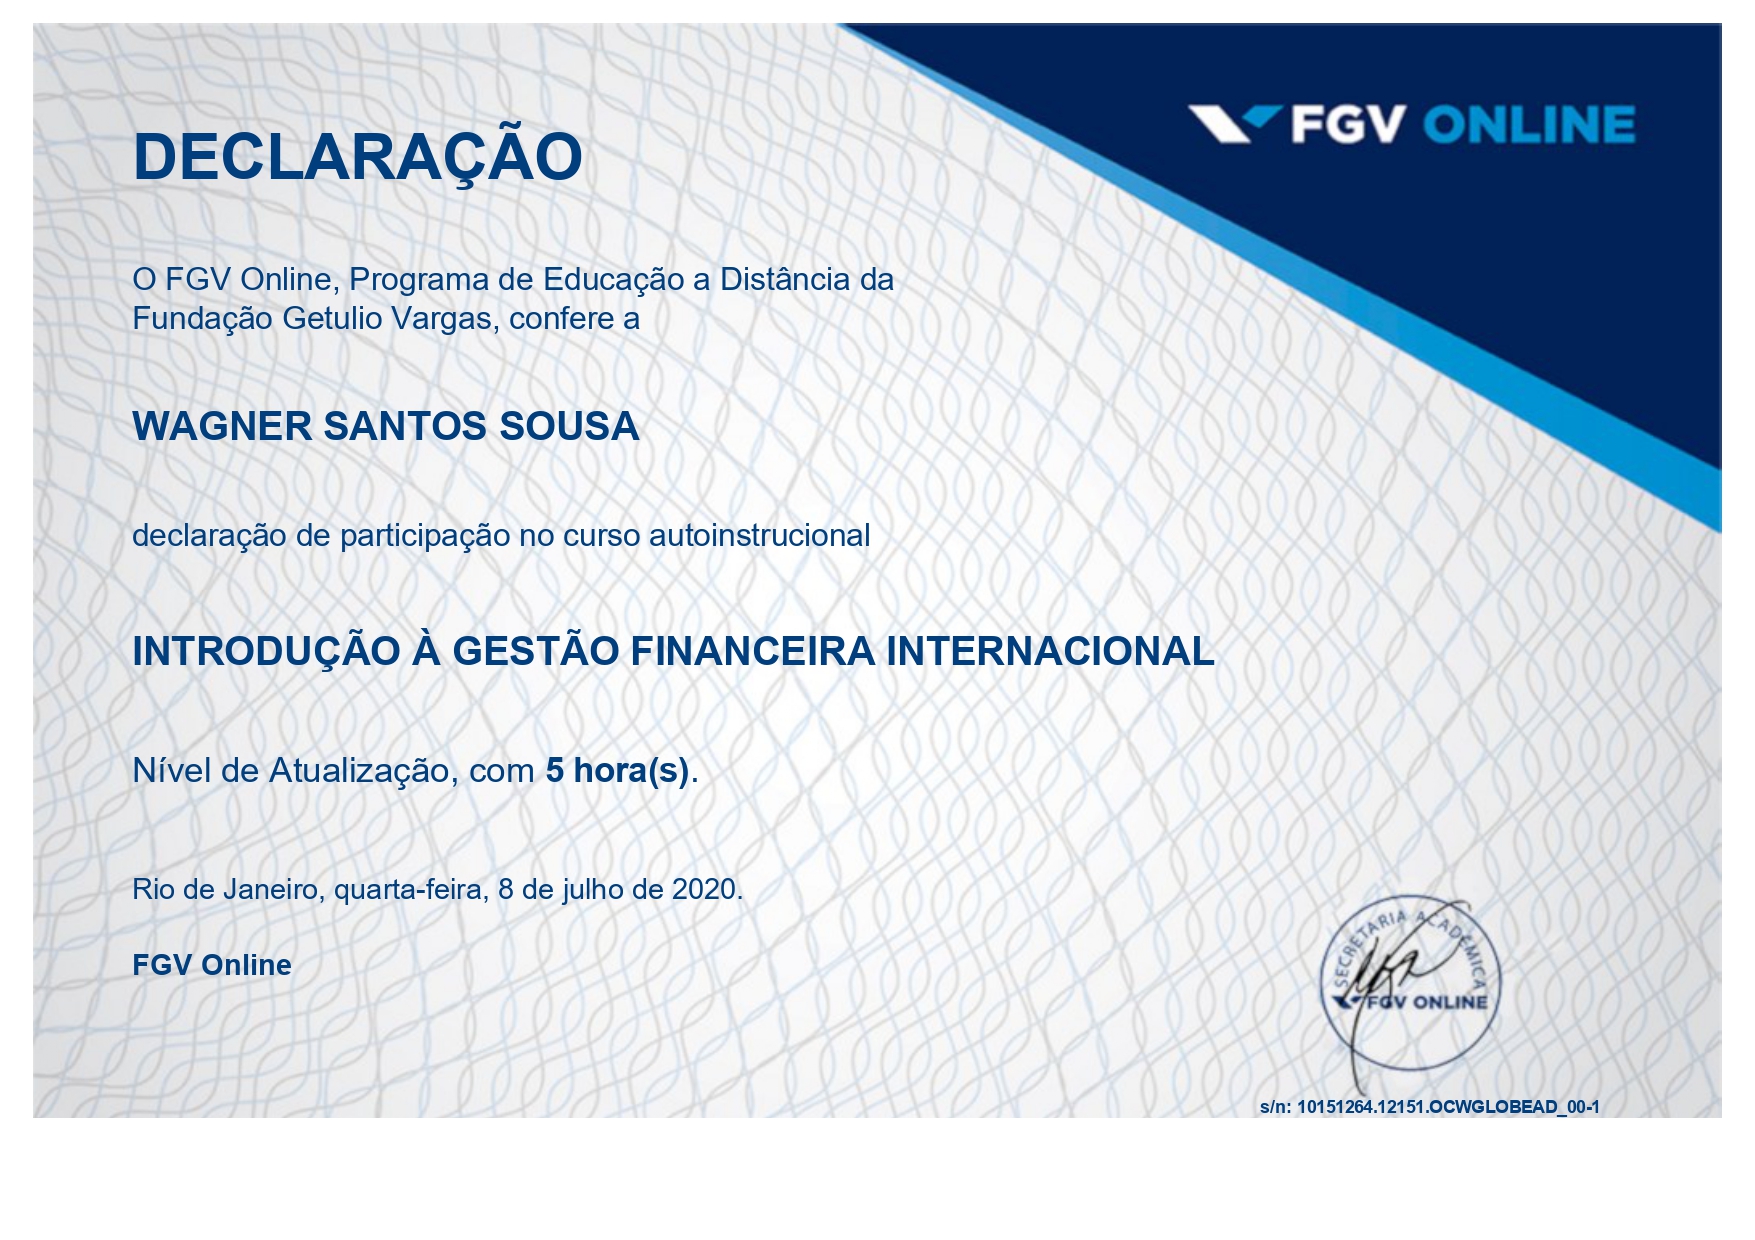 FGV ONLINE
DECLARAÇÃO
O FGV Online, Programa de Educação a Distância da
Fundação Getulio Vargas, confere a
WAGNER SANTOS SOUSA
declaração de participação no curso autoinstrucional
INTRODUÇÃO À GESTÃO FINANCEIRA INTERNACIONAL
Nível de Atualização, com 5 hora(s).
Rio de Janeiro, quarta-feira, 8 de julho de 2020.
FGV Online
SECRETARIA ACADÊMICA
FGV ONLINE
s/n: 10151264.12151.OCWGLOBEAD_00-1